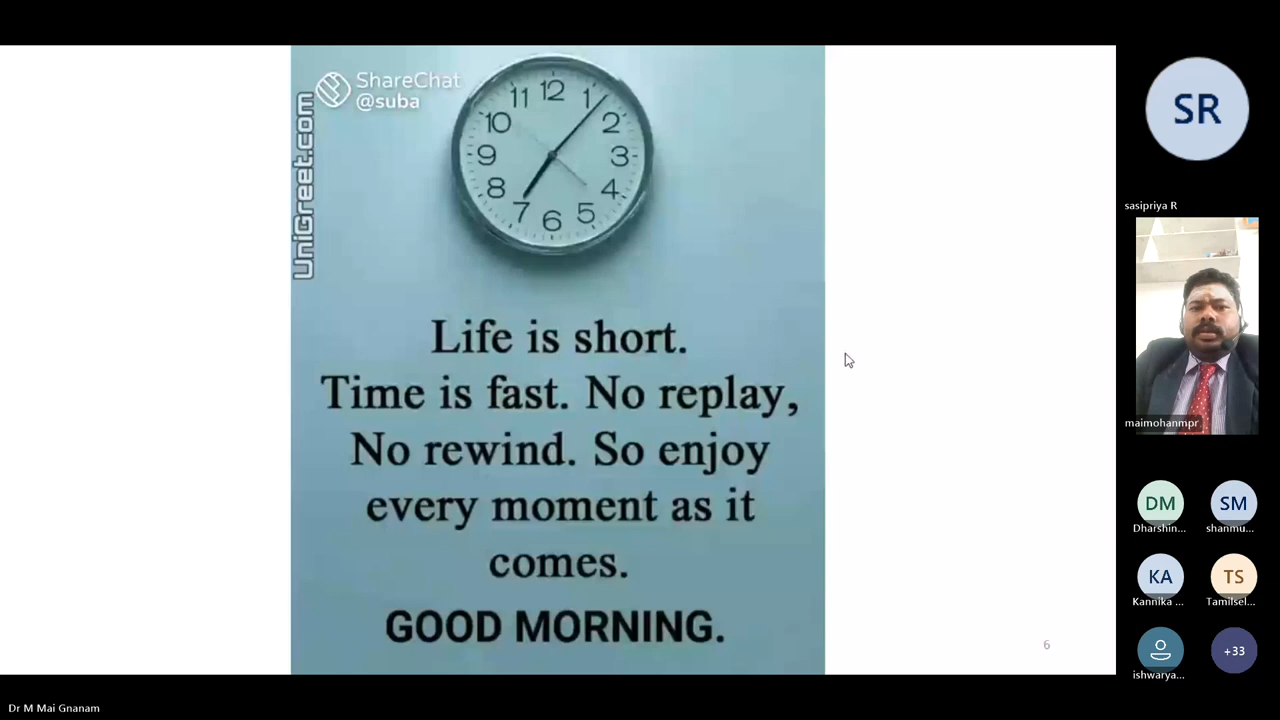 ShareChat
@suba
UniGreet.com
11 12 1
10 2
9 3
8 4
7 6 5
Life is short.
Time is fast. No replay,
No rewind. So enjoy
every moment as it
comes.
GOOD MORNING.
6
SR
sasipriya R
maimohanmpr
DM SM
Dharshin... shanmu...
KA TS
Kannika ... Tamilsel...
+33
ishwarya...
Dr M Mai Gnanam